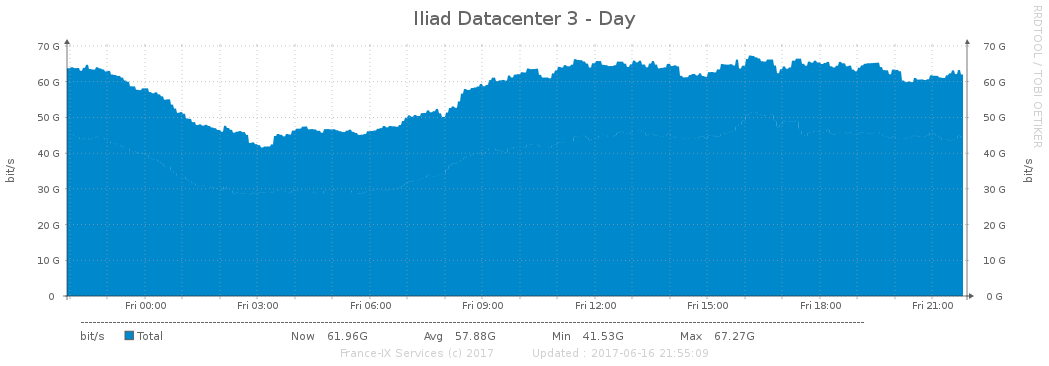 Iliad Datacenter 3 - Day
RRDTOOL / TOBI OETIKER
70 G 70 G
60 G 60 G
50 G 50 G
40 G 40 G
30 G 30 G
20 G 20 G
10 G 10 G
0 0 G
bit/s bit/s
Fri 00:00 Fri 03:00 Fri 06:00 Fri 09:00 Fri 12:00 Fri 15:00 Fri 18:00 Fri 21:00
bit/s Total Now 61.96G Avg 57.88G Min 41.53G Max 67.27G
France-IX Services (c) 2017 Updated : 2017-06-16 21:55:09